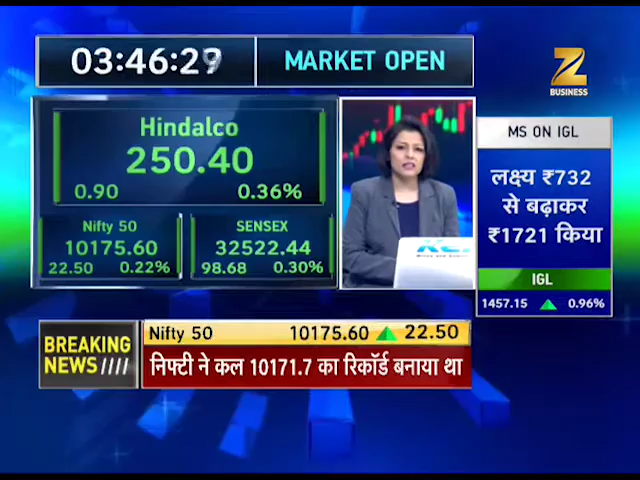 03:46:29
MARKET OPEN
Z
BUSINESS
Hindalco
250.40
0.90 0.36%
Nifty 50
10175.60
22.50 0.22%
SENSEX
32522.44
98.68 0.30%
MS ON IGL
लक्ष्य ₹732
से बढ़ाकर
₹1721 किया
IGL
1457.15 0.96%
BREAKING
NEWS
Nifty 50 10175.60 22.50
निफ्टी ने कल 10171.7 का रिकॉर्ड बनाया था